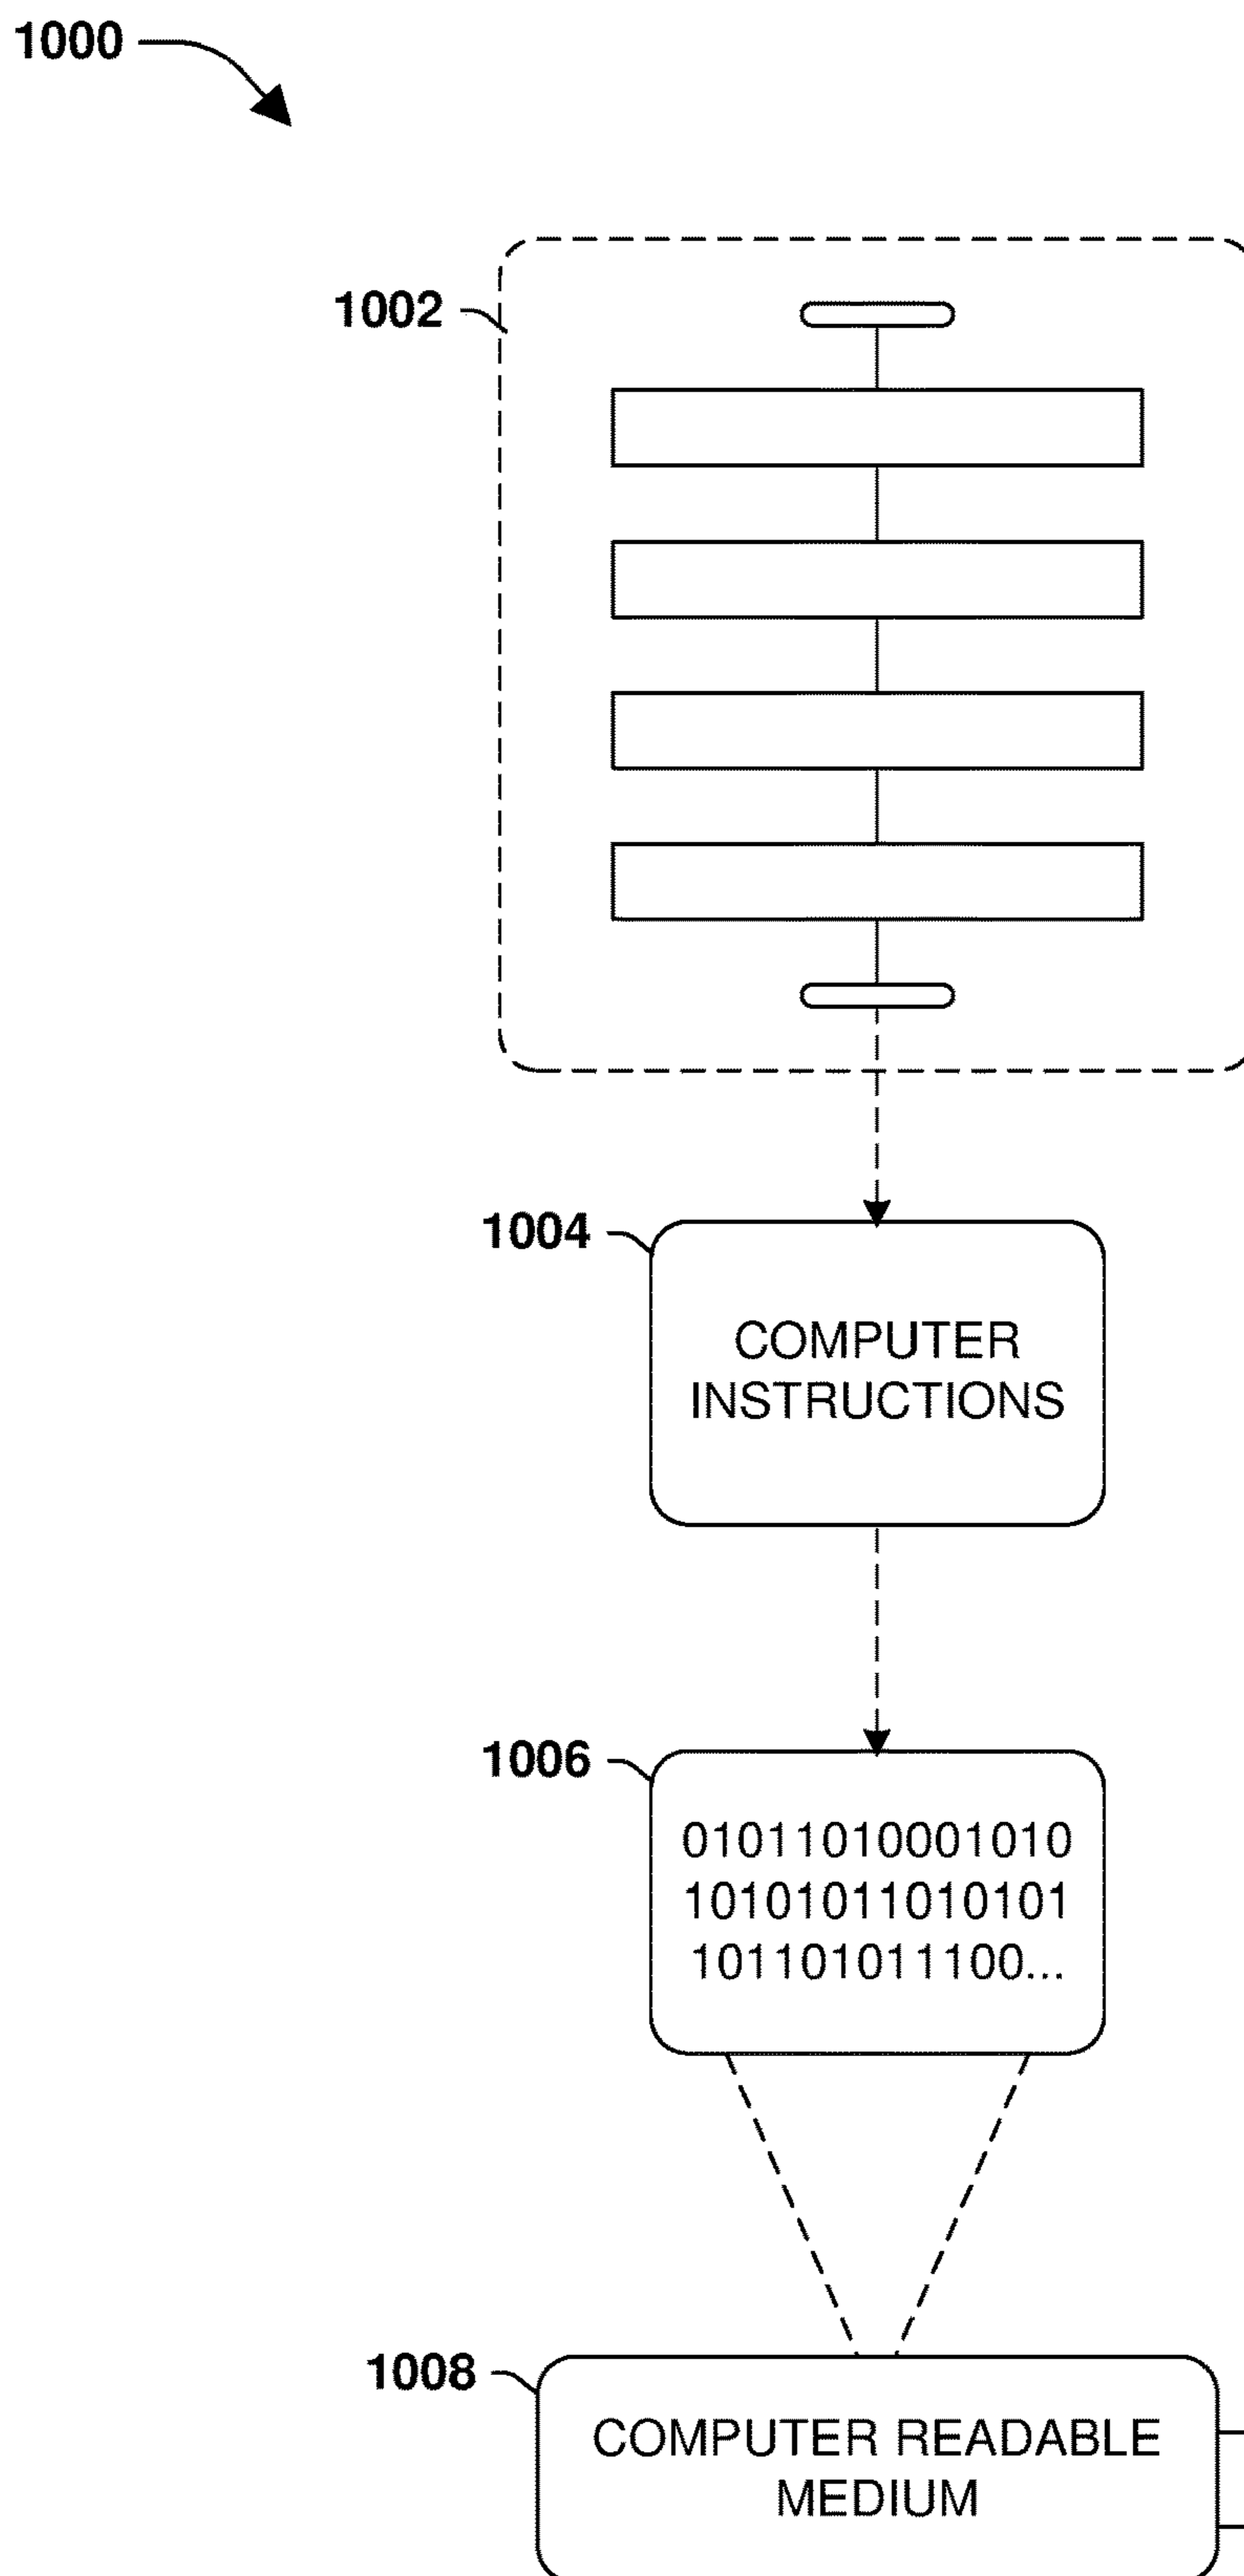 1000
1002
1004
COMPUTER
INSTRUCTIONS
1006
01011010001010
10101011010101
101101011100...
1008
COMPUTER READABLE
MEDIUM